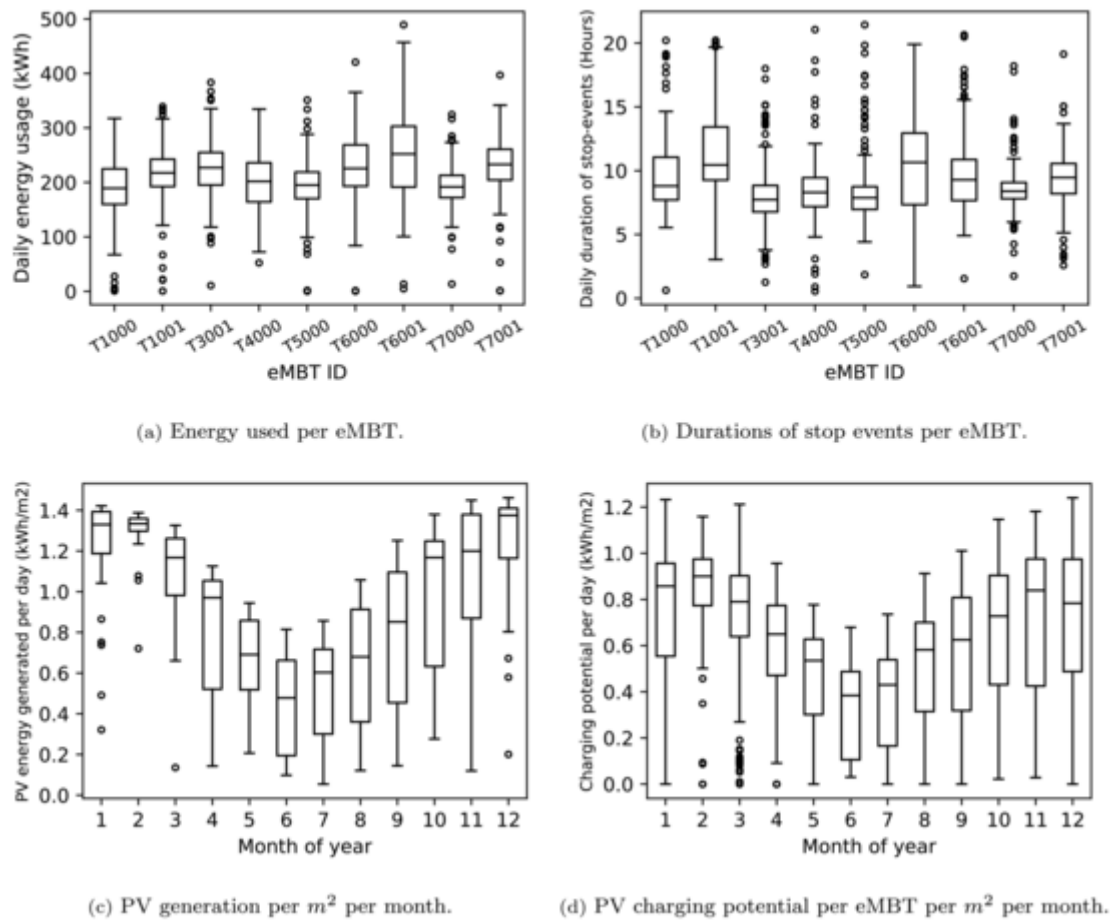 Daily energy usage (kWh)
500
400
300
200
100
0
T1000 T1001 T3001 T4000 T5000 T6000 T6001 T7000 T7001
eMBT ID
(a) Energy used per eMBT.
Daily duration of stop-events (Hours)
20
15
10
5
0
T1000 T1001 T3001 T4000 T5000 T6000 T6001 T7000 T7001
eMBT ID
(b) Durations of stop events per eMBT.
PV energy generated per day (kWh/m2)
1.4
1.2
1.0
0.8
0.6
0.4
0.2
0.0
1 2 3 4 5 6 7 8 9 10 11 12
Month of year
(c) PV generation per m² per month.
Charging potential per day (kWh/m2)
1.2
1.0
0.8
0.6
0.4
0.2
0.0
1 2 3 4 5 6 7 8 9 10 11 12
Month of year
(d) PV charging potential per eMBT per m² per month.